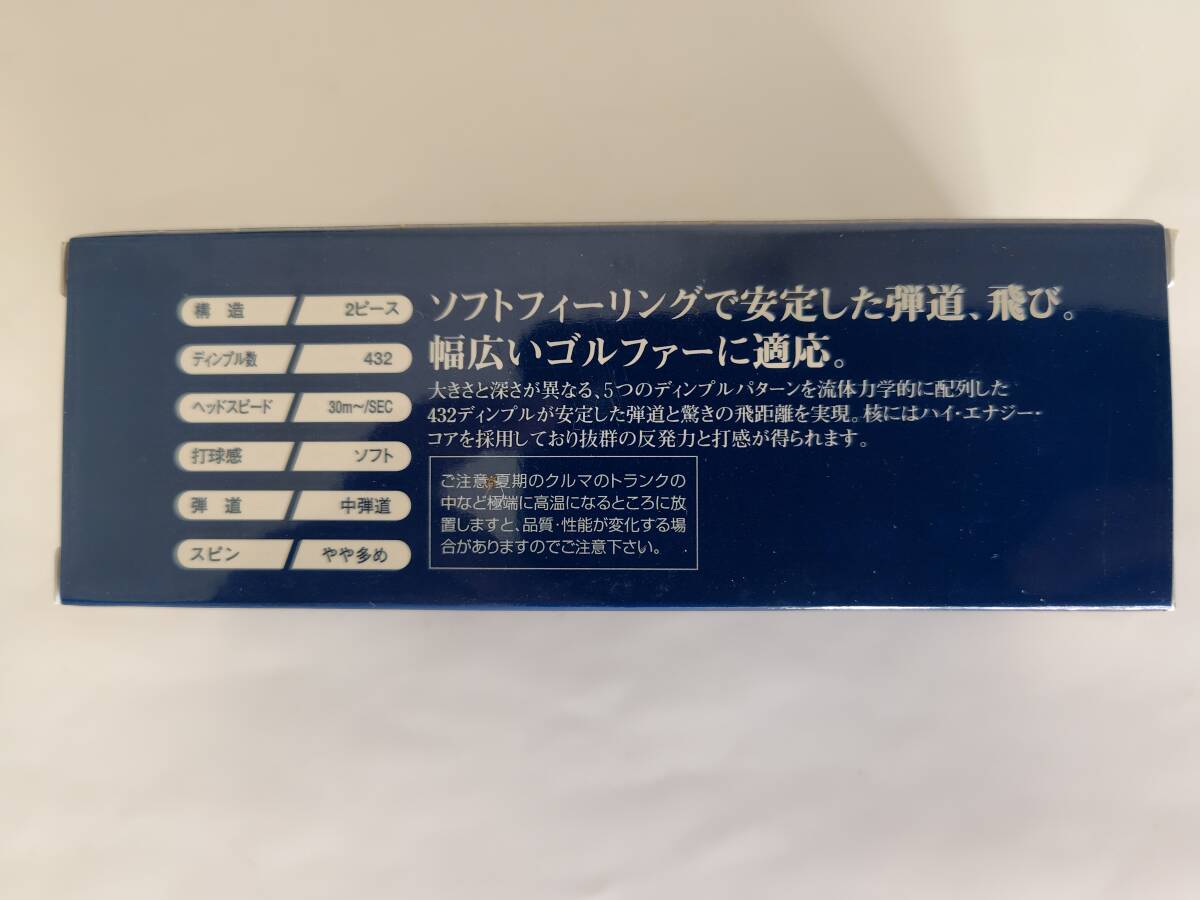 構造 2ピース
ディンプル数 432
ヘッドスピード 30m〜/SEC
打球感 ソフト
弾道 中弾道
スピン やや多め
ソフトフィーリングで安定した弾道、飛び。
幅広いゴルファーに適応。
大きさと深さが異なる、5つのディンプルパターンを流体力学的に配列した
432ディンプルが安定した弾道と驚きの飛距離を実現。核にはハイ・エナジー・
コアを採用しており抜群の反発力と打感が得られます。
ご注意 夏期のクルマのトランクの
中など極端に高温になるところに放
置しますと、品質・性能が変化する場
合がありますのでご注意下さい。